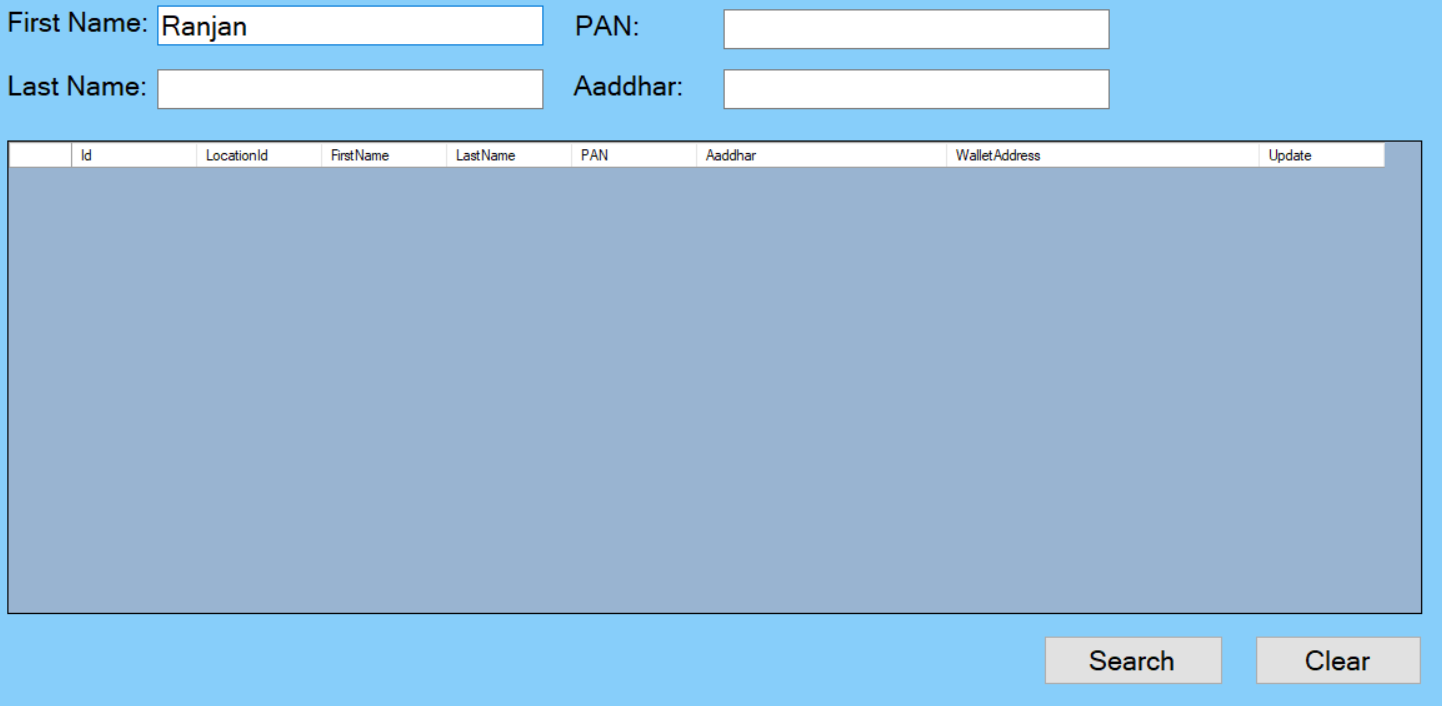 First Name: Ranjan PAN:
Last Name: Aaddhar:
Id LocationId FirstName LastName PAN Aaddhar WalletAddress Update
Search Clear